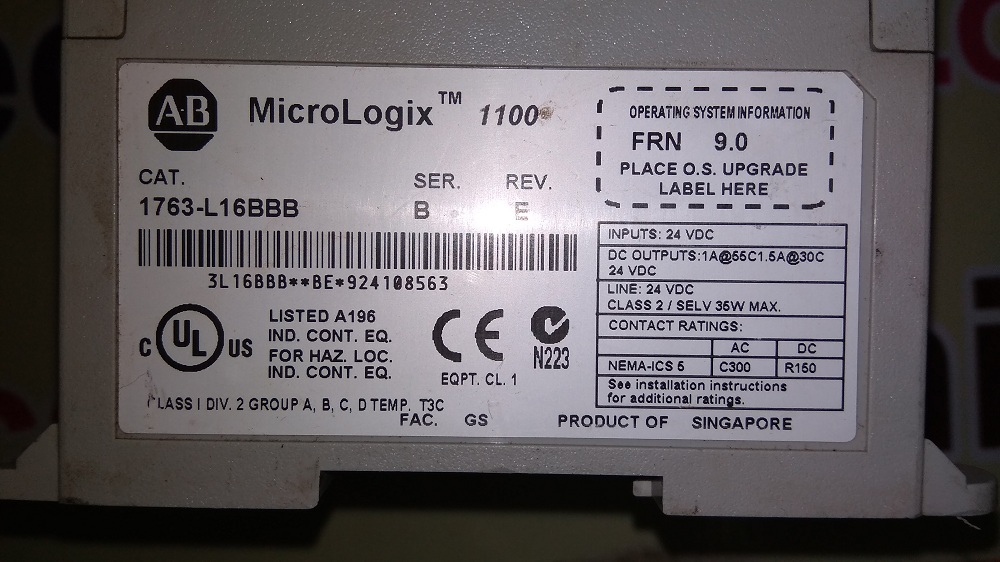 AB MicroLogix™ 1100
OPERATING SYSTEM INFORMATION
FRN 9.0
PLACE O.S. UPGRADE
LABEL HERE
CAT. SER. REV.
1763-L16BBB B E
3L16BBB**BE*924108563
INPUTS: 24 VDC
DC OUTPUTS:1A@55C1.5A@30C
24 VDC
LINE: 24 VDC
CLASS 2 / SELV 35W MAX.
CONTACT RATINGS:
AC DC
NEMA-ICS 5 C300 R150
See installation instructions
for additional ratings.
C UL US
LISTED A196
IND. CONT. EQ.
FOR HAZ. LOC.
IND. CONT. EQ.
CE
EQPT. CL. 1
N223
LASS I DIV. 2 GROUP A, B, C, D TEMP. T3C
FAC. GS PRODUCT OF SINGAPORE